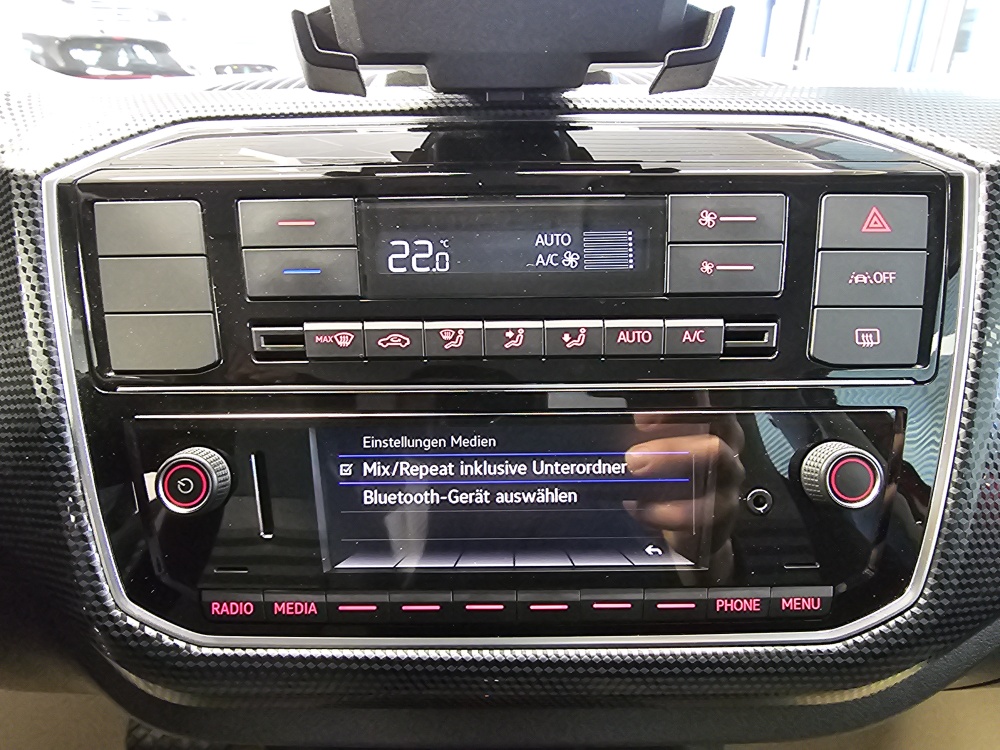 22.0 °C
AUTO
A/C
OFF
MAX
AUTO
A/C
Einstellungen Medien
Mix/Repeat inklusive Unterordner
Bluetooth-Gerät auswählen
RADIO MEDIA PHONE MENU